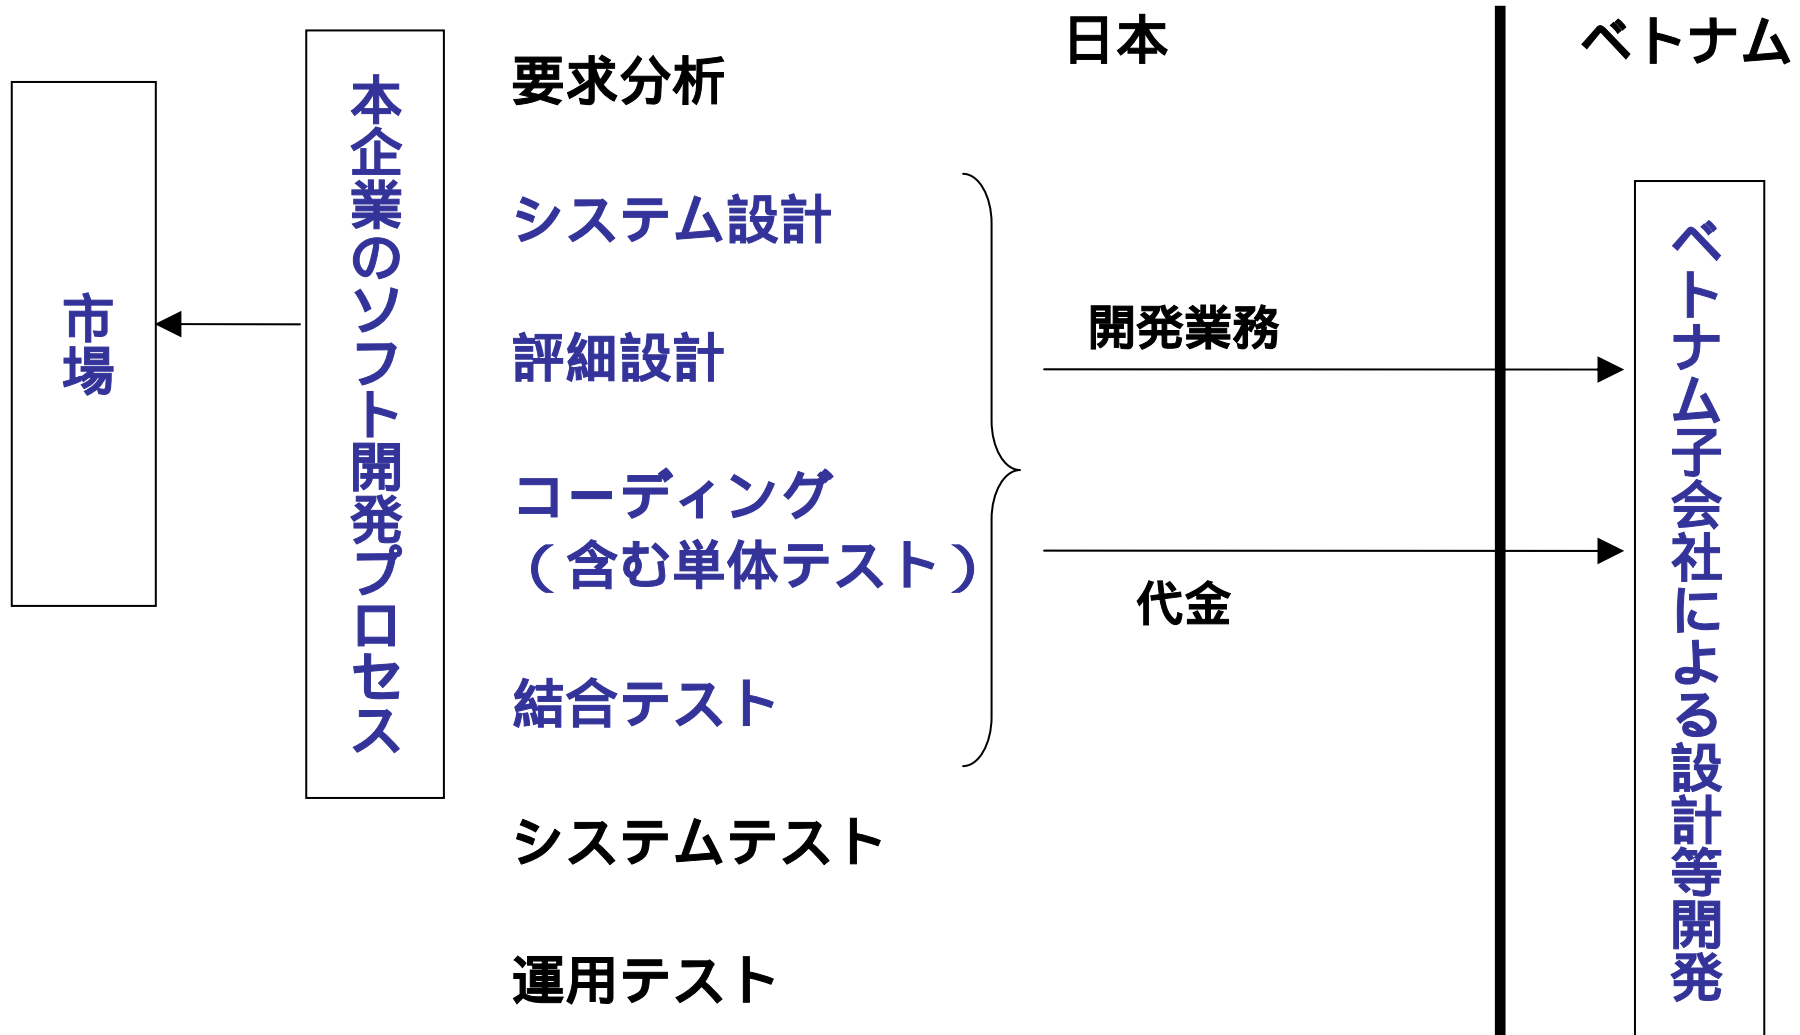 日本
ベトナム
市場
本企業のソフト開発プロセス
要求分析
システム設計
評細設計
コーディング
（含む単体テスト）
結合テスト
システムテスト
運用テスト
開発業務
代金
ベトナム子会社による設計等開発